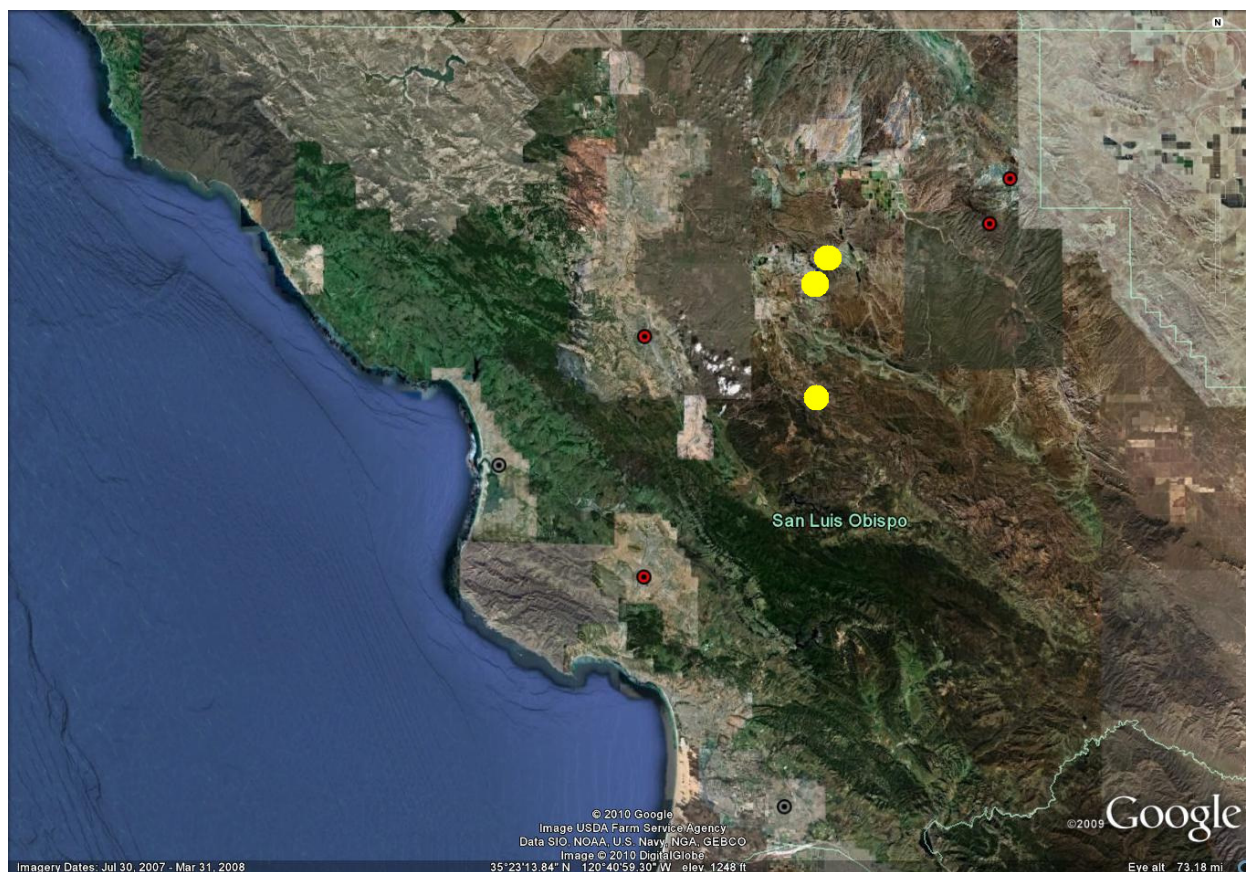 N
San Luis Obispo
© 2010 Google
Image USDA Farm Service Agency
Data SIO, NOAA, U.S. Navy, NGA, GEBCO
Image © 2010 DigitalGlobe
©2009 Google
Imagery Dates: Jul 30, 2007 - Mar 31, 2008
35°23'13.84" N 120°40'59.30" W elev 1248 ft
Eye alt 73.18 mi